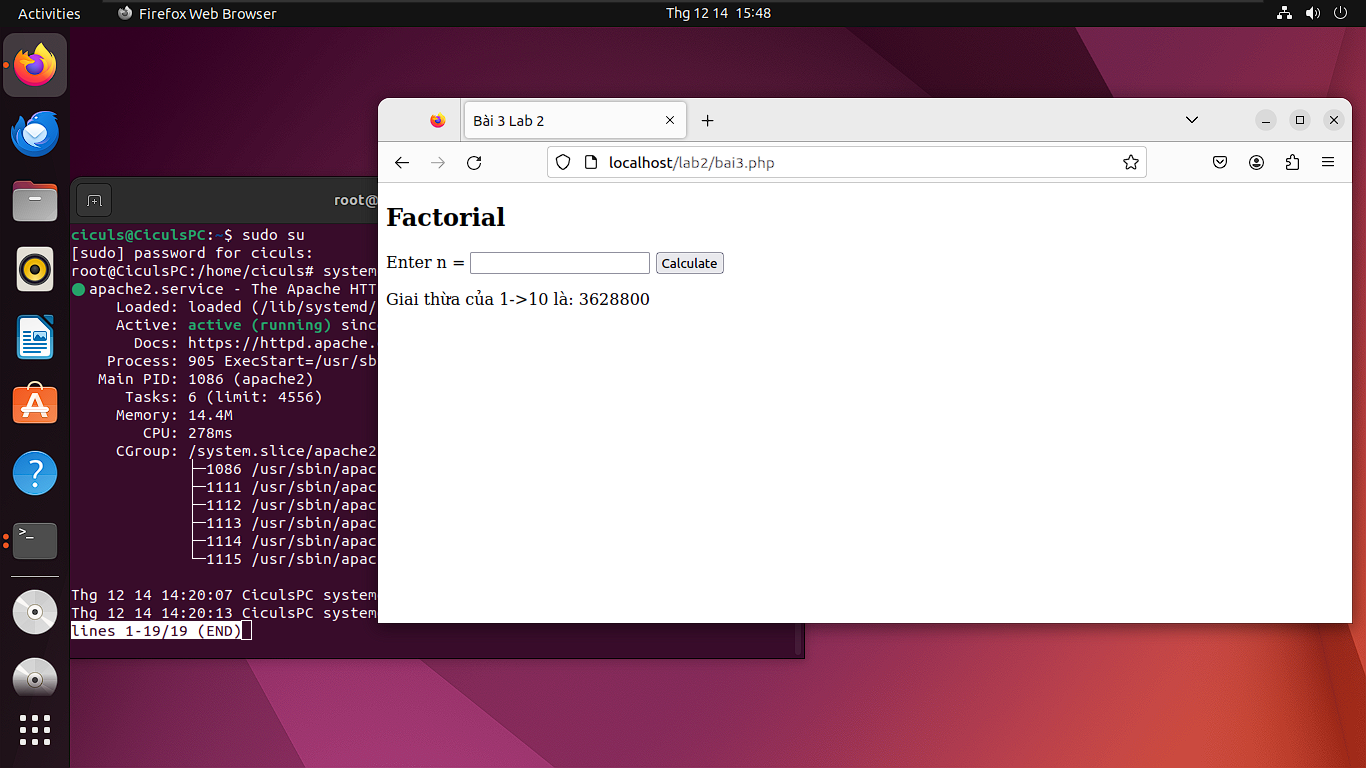 Activities Firefox Web Browser Thg 12 14 15:48
Bài 3 Lab 2
localhost/lab2/bai3.php
Factorial
Enter n = Calculate
Giai thừa của 1->10 là: 3628800
root@
ciculs@CiculsPC:~$ sudo su
[sudo] password for ciculs:
root@CiculsPC:/home/ciculs# system
apache2.service - The Apache HTT
Loaded: loaded (/lib/systemd/
Active: active (running) sinc
Docs: https://httpd.apache.
Process: 905 ExecStart=/usr/sb
Main PID: 1086 (apache2)
Tasks: 6 (limit: 4556)
Memory: 14.4M
CPU: 278ms
CGroup: /system.slice/apache2
├─1086 /usr/sbin/apac
├─1111 /usr/sbin/apac
├─1112 /usr/sbin/apac
├─1113 /usr/sbin/apac
├─1114 /usr/sbin/apac
└─1115 /usr/sbin/apac
Thg 12 14 14:20:07 CiculsPC system
Thg 12 14 14:20:13 CiculsPC system
lines 1-19/19 (END)